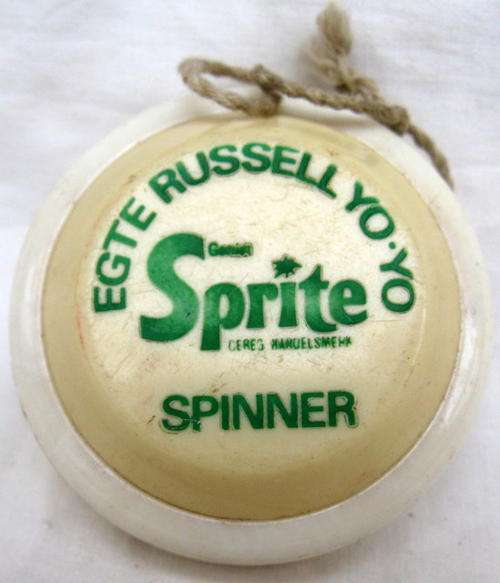 EGTE RUSSELL YO-YO
Geniet
Sprite
CERES HANDELSMERK
SPINNER